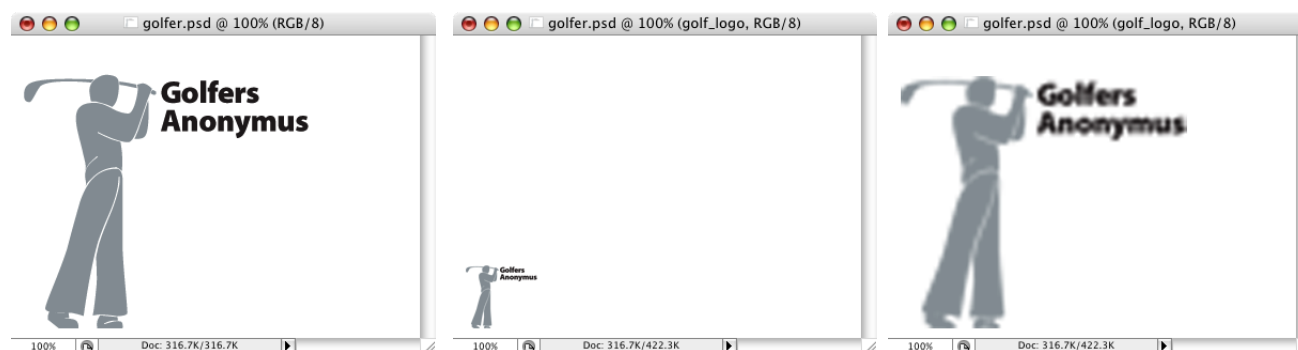 golfer.psd @ 100% (RGB/8)
Golfers
Anonymus
100%
Doc: 316.7K/316.7K
golfer.psd @ 100% (golf_logo, RGB/8)
Golfers
Anonymus
100%
Doc: 316.7K/422.3K
golfer.psd @ 100% (golf_logo, RGB/8)
Golfers
Anonymus
100%
Doc: 316.7K/422.3K